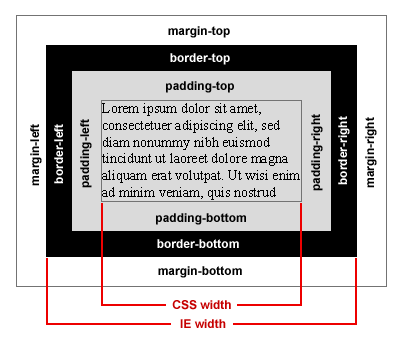 margin-top
border-top
padding-top
margin-left
border-left
padding-left
Lorem ipsum dolor sit amet,
consectetuer adipiscing elit, sed
diam nonummy nibh euismod
tincidunt ut laoreet dolore magna
aliquam erat volutpat. Ut wisi enim
ad minim veniam, quis nostrud
padding-right
border-right
margin-right
padding-bottom
border-bottom
margin-bottom
CSS width
IE width